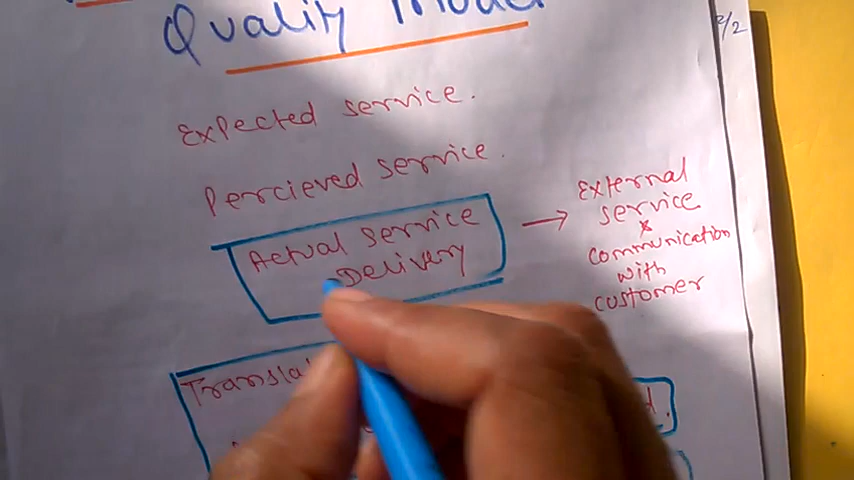 Quality Model
2/2
Expected service.
Percieved service.
Actual service
Delivery
External
service
&
communication
with
customer